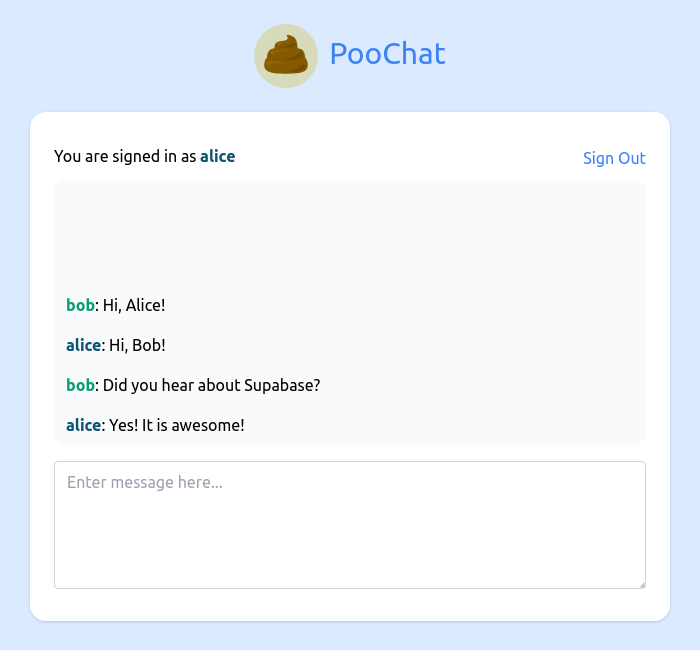 PooChat
You are signed in as alice
Sign Out
bob: Hi, Alice!
alice: Hi, Bob!
bob: Did you hear about Supabase?
alice: Yes! It is awesome!
Enter message here...